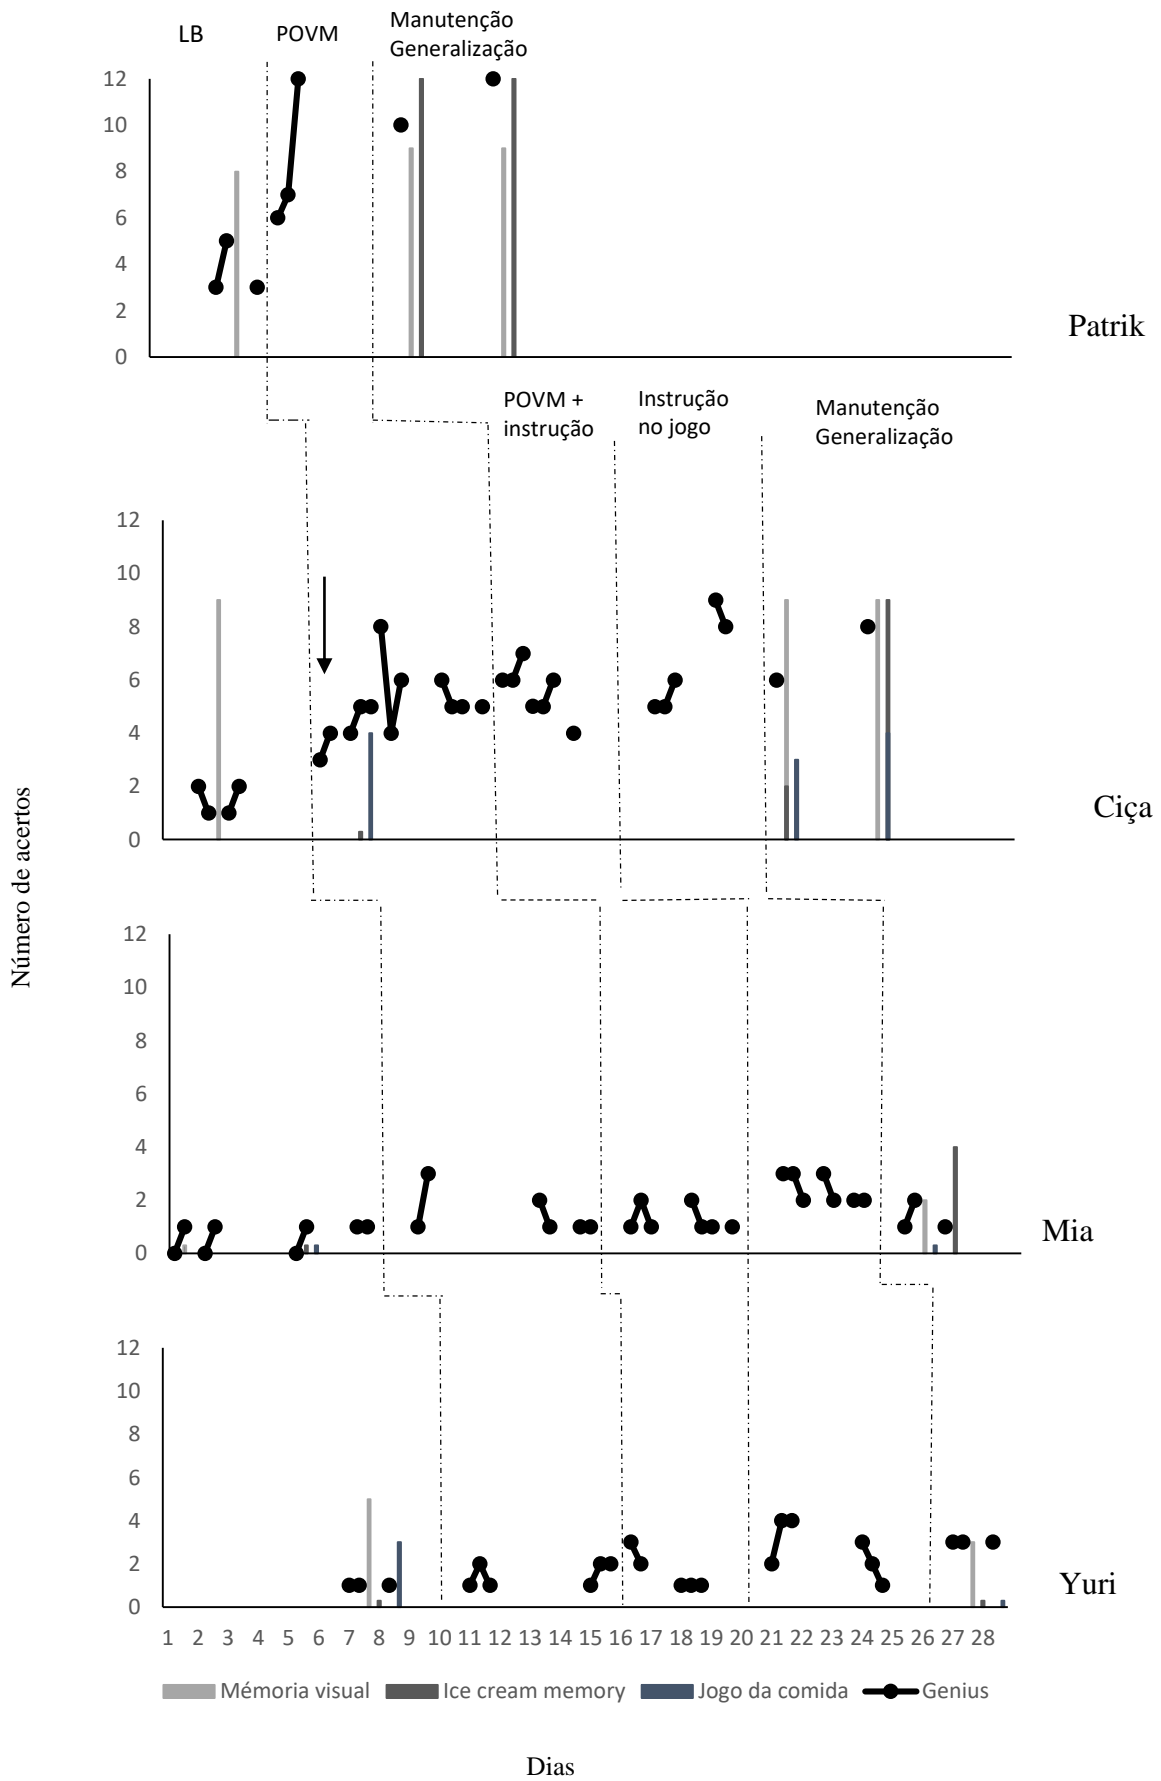 LB
POVM
Manutenção
Generalização
12
10
8
6
4
2
0
Patrik
POVM +
instrução
Instrução
no jogo
Manutenção
Generalização
12
10
8
6
4
2
0
Ciça
Número de acertos
12
10
8
6
4
2
0
Mia
12
10
8
6
4
2
0
Yuri
1 2 3 4 5 6 7 8 9 10 11 12 13 14 15 16 17 18 19 20 21 22 23 24 25 26 27 28
Mémoria visual Ice cream memory Jogo da comida Genius
Dias